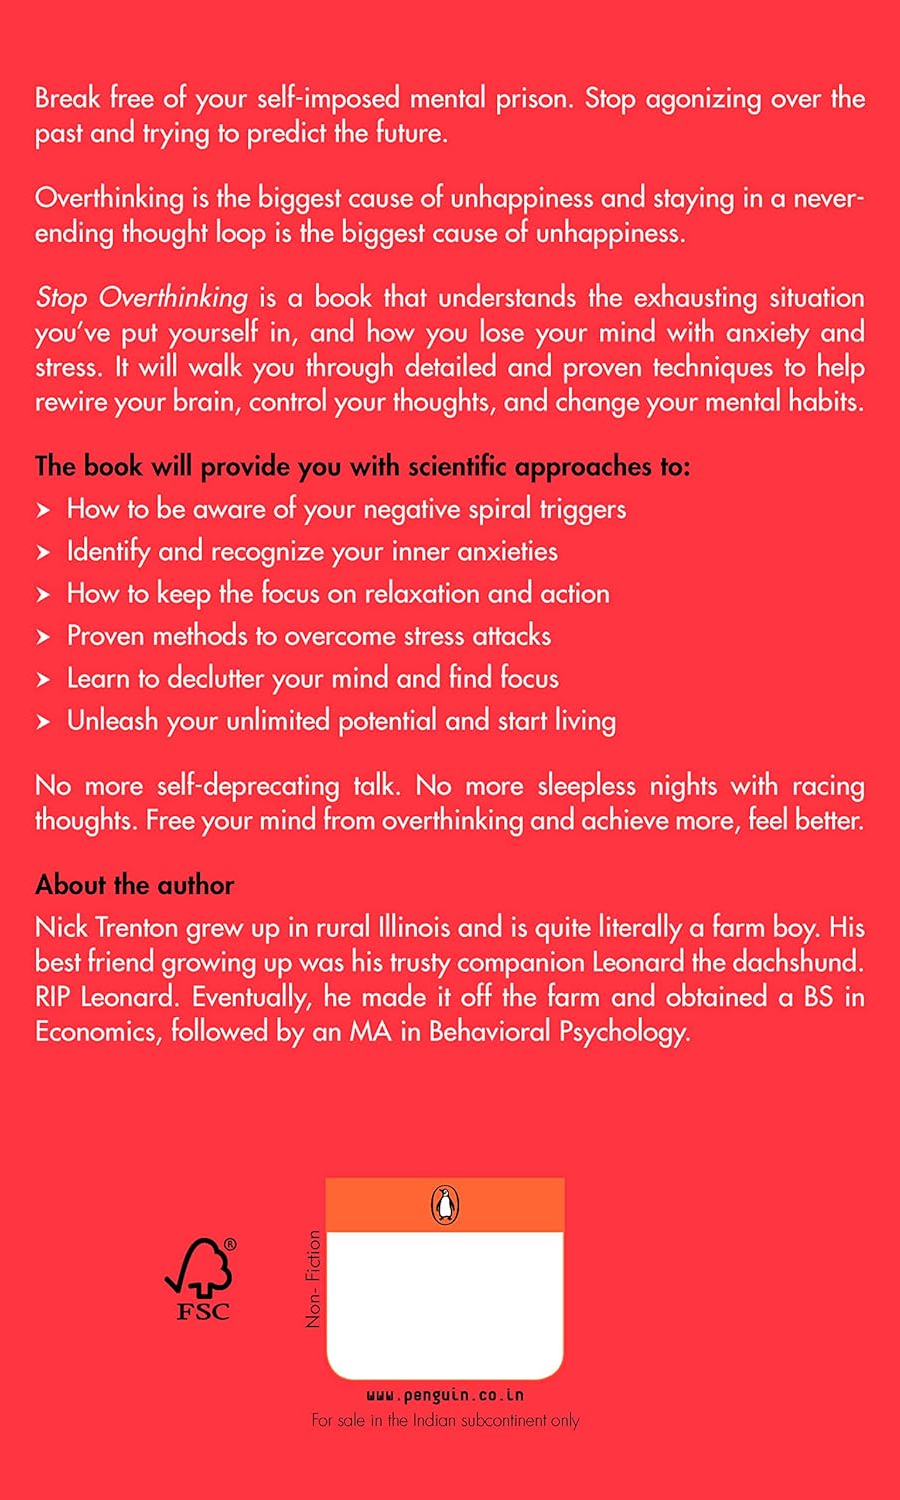 Break free of your self-imposed mental prison. Stop agonizing over the
past and trying to predict the future.
Overthinking is the biggest cause of unhappiness and staying in a never-
ending thought loop is the biggest cause of unhappiness.
Stop Overthinking is a book that understands the exhausting situation
you've put yourself in, and how you lose your mind with anxiety and
stress. It will walk you through detailed and proven techniques to help
rewire your brain, control your thoughts, and change your mental habits.
The book will provide you with scientific approaches to:
➤ How to be aware of your negative spiral triggers
➤ Identify and recognize your inner anxieties
➤ How to keep the focus on relaxation and action
➤ Proven methods to overcome stress attacks
➤ Learn to declutter your mind and find focus
➤ Unleash your unlimited potential and start living
No more self-deprecating talk. No more sleepless nights with racing
thoughts. Free your mind from overthinking and achieve more, feel better.
About the author
Nick Trenton grew up in rural Illinois and is quite literally a farm boy. His
best friend growing up was his trusty companion Leonard the dachshund.
RIP Leonard. Eventually, he made it off the farm and obtained a BS in
Economics, followed by an MA in Behavioral Psychology.
®
FSC
Non- Fiction
www.penguin.co.in
For sale in the Indian subcontinent only